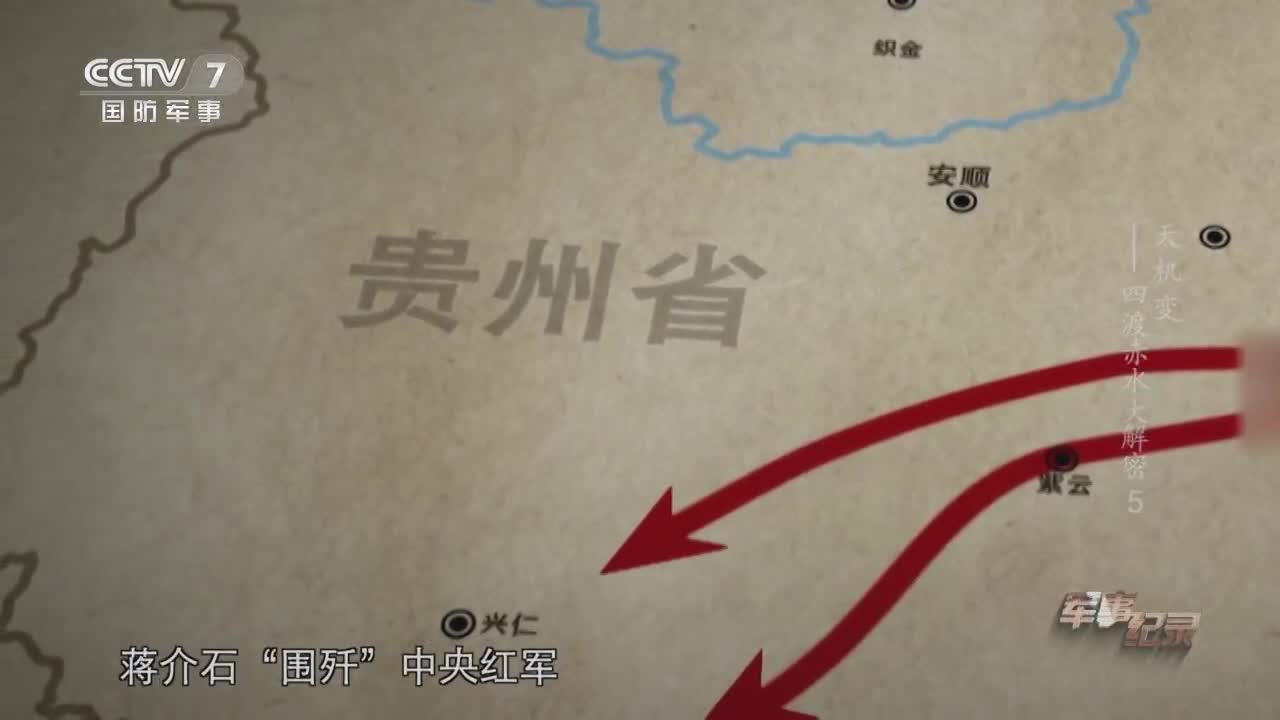 CCTV 7
国防军事
织金
安顺
贵州省
天机变
——四渡赤水大解密 5
紫云
兴仁
军事纪录
蒋介石“围歼”中央红军